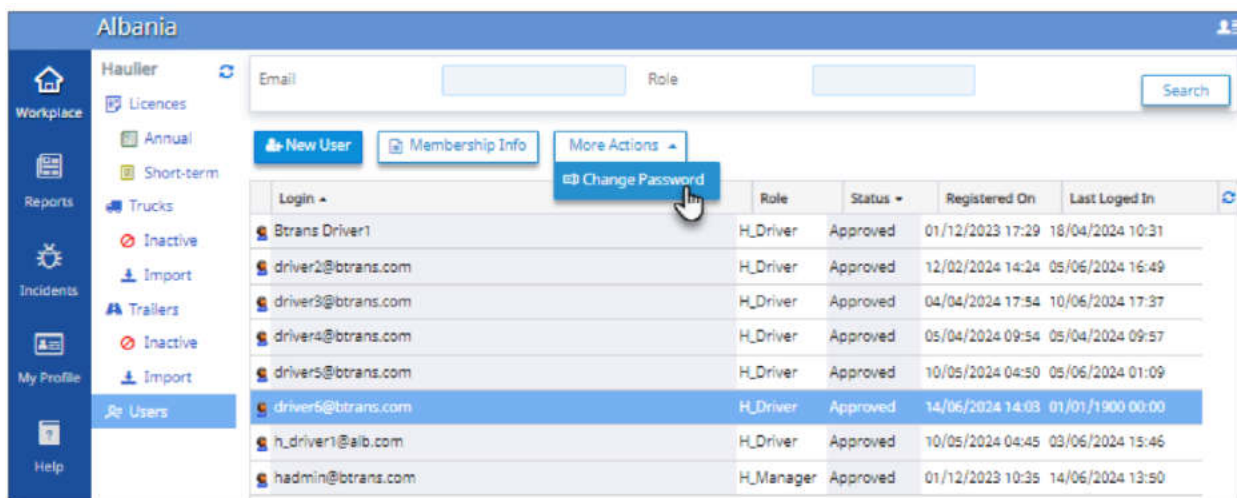 Albania
Workplace
Reports
Incidents
My Profile
Help
Haulier
Licences
Annual
Short-term
Trucks
Inactive
Import
Trailers
Inactive
Import
Users
Email Role Search
New User Membership Info More Actions
Change Password
Login Role Status Registered On Last Loged In
Btrans Driver1 H_Driver Approved 01/12/2023 17:29 18/04/2024 10:31
driver2@btrans.com H_Driver Approved 12/02/2024 14:24 05/06/2024 16:49
driver3@btrans.com H_Driver Approved 04/04/2024 17:54 10/06/2024 17:37
driver4@btrans.com H_Driver Approved 05/04/2024 09:54 05/04/2024 09:57
driver5@btrans.com H_Driver Approved 10/05/2024 04:50 05/06/2024 01:09
driver6@btrans.com H_Driver Approved 14/06/2024 14:03 01/01/1900 00:00
h_driver1@alb.com H_Driver Approved 10/05/2024 04:45 03/06/2024 15:46
hadmin@btrans.com H_Manager Approved 01/12/2023 10:35 14/06/2024 13:50